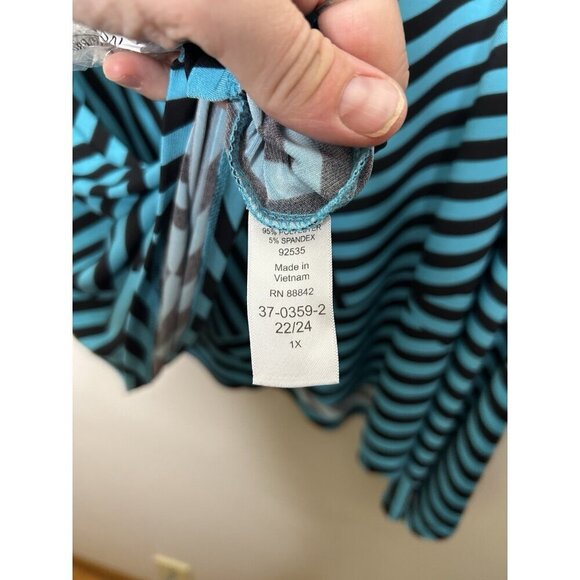 95% POLYESTER
5% SPANDEX
92535
Made in
Vietnam
RN 88842
37-0359-2
22/24
1X